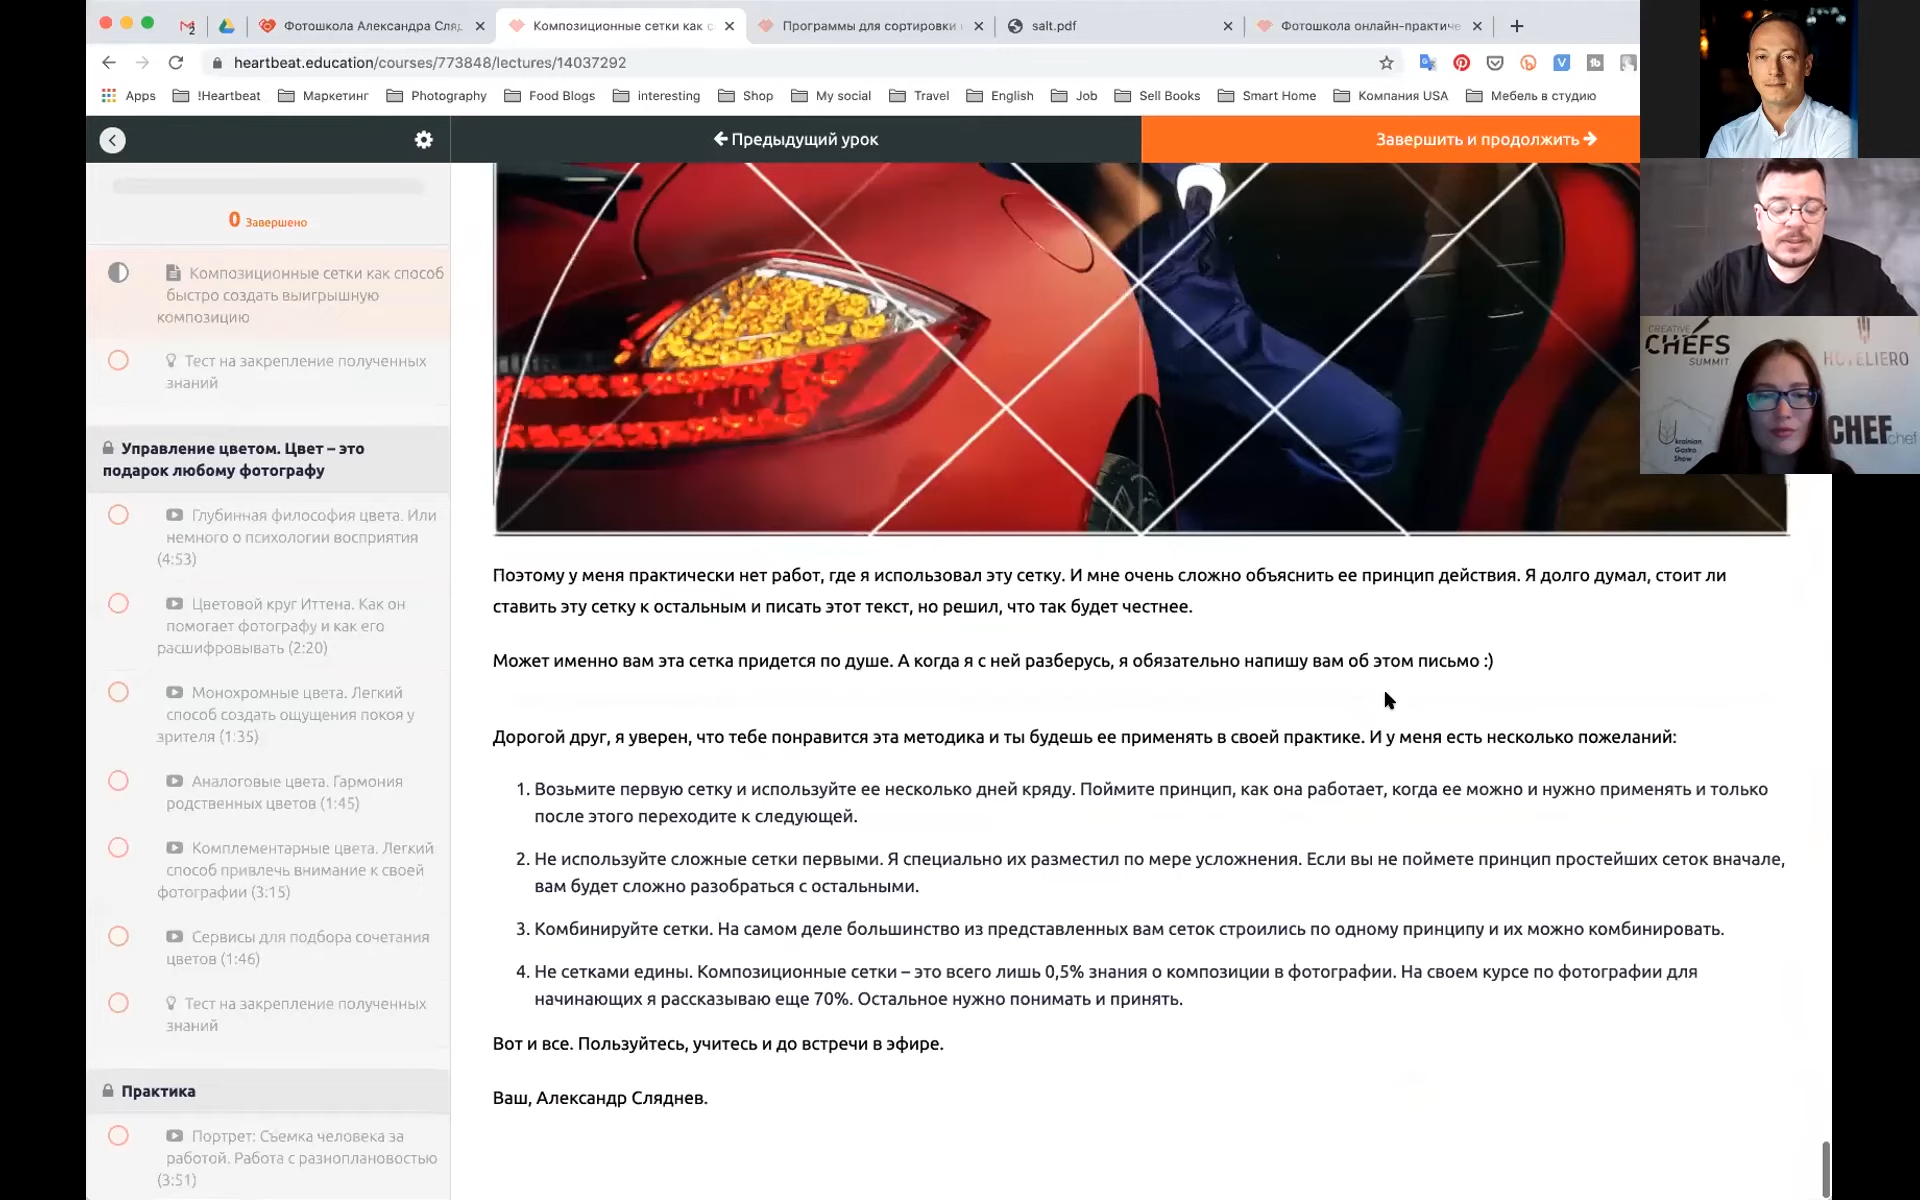 Фотошкола Александра Сляд
Композиционные сетки как с
Программы для сортировки
salt.pdf
Фотошкола онлайн-практиче
heartbeat.education/courses/773848/lectures/14037292
Apps
!Heartbeat
Маркетинг
Photography
Food Blogs
interesting
Shop
My social
Travel
English
Job
Sell Books
Smart Home
Компания USA
Мебель в студию
Предыдущий урок
Завершить и продолжить
0 Завершено
Композиционные сетки как способ
быстро создать выигрышную
композицию
Тест на закрепление полученных
знаний
Управление цветом. Цвет – это
подарок любому фотографу
Глубинная философия цвета. Или
немного о психологии восприятия
(4:53)
Цветовой круг Иттена. Как он
помогает фотографу и как его
расшифровывать (2:20)
Монохромные цвета. Легкий
способ создать ощущения покоя у
зрителя (1:35)
Аналоговые цвета. Гармония
родственных цветов (1:45)
Комплементарные цвета. Легкий
способ привлечь внимание к своей
фотографии (3:15)
Сервисы для подбора сочетания
цветов (1:46)
Тест на закрепление полученных
знаний
Практика
Портрет: Съемка человека за
работой. Работа с разноплановостью
(3:51)
Поэтому у меня практически нет работ, где я использовал эту сетку. И мне очень сложно объяснить ее принцип действия. Я долго думал, стоит ли
ставить эту сетку к остальным и писать этот текст, но решил, что так будет честнее.
Может именно вам эта сетка придется по душе. А когда я с ней разберусь, я обязательно напишу вам об этом письмо :)
Дорогой друг, я уверен, что тебе понравится эта методика и ты будешь ее применять в своей практике. И у меня есть несколько пожеланий:
1. Возьмите первую сетку и используйте ее несколько дней кряду. Поймите принцип, как она работает, когда ее можно и нужно применять и только
после этого переходите к следующей.
2. Не используйте сложные сетки первыми. Я специально их разместил по мере усложнения. Если вы не поймете принцип простейших сеток вначале,
вам будет сложно разобраться с остальными.
3. Комбинируйте сетки. На самом деле большинство из представленных вам сеток строились по одному принципу и их можно комбинировать.
4. Не сетками едины. Композиционные сетки – это всего лишь 0,5% знания о композиции в фотографии. На своем курсе по фотографии для
начинающих я рассказываю еще 70%. Остальное нужно понимать и принять.
Вот и все. Пользуйтесь, учитесь и до встречи в эфире.
Ваш, Александр Сляднев.
CREATIVE
CHEFS
SUMMIT
HOTELIERO
Ukrainian
Gastro
Show
CHEF chef